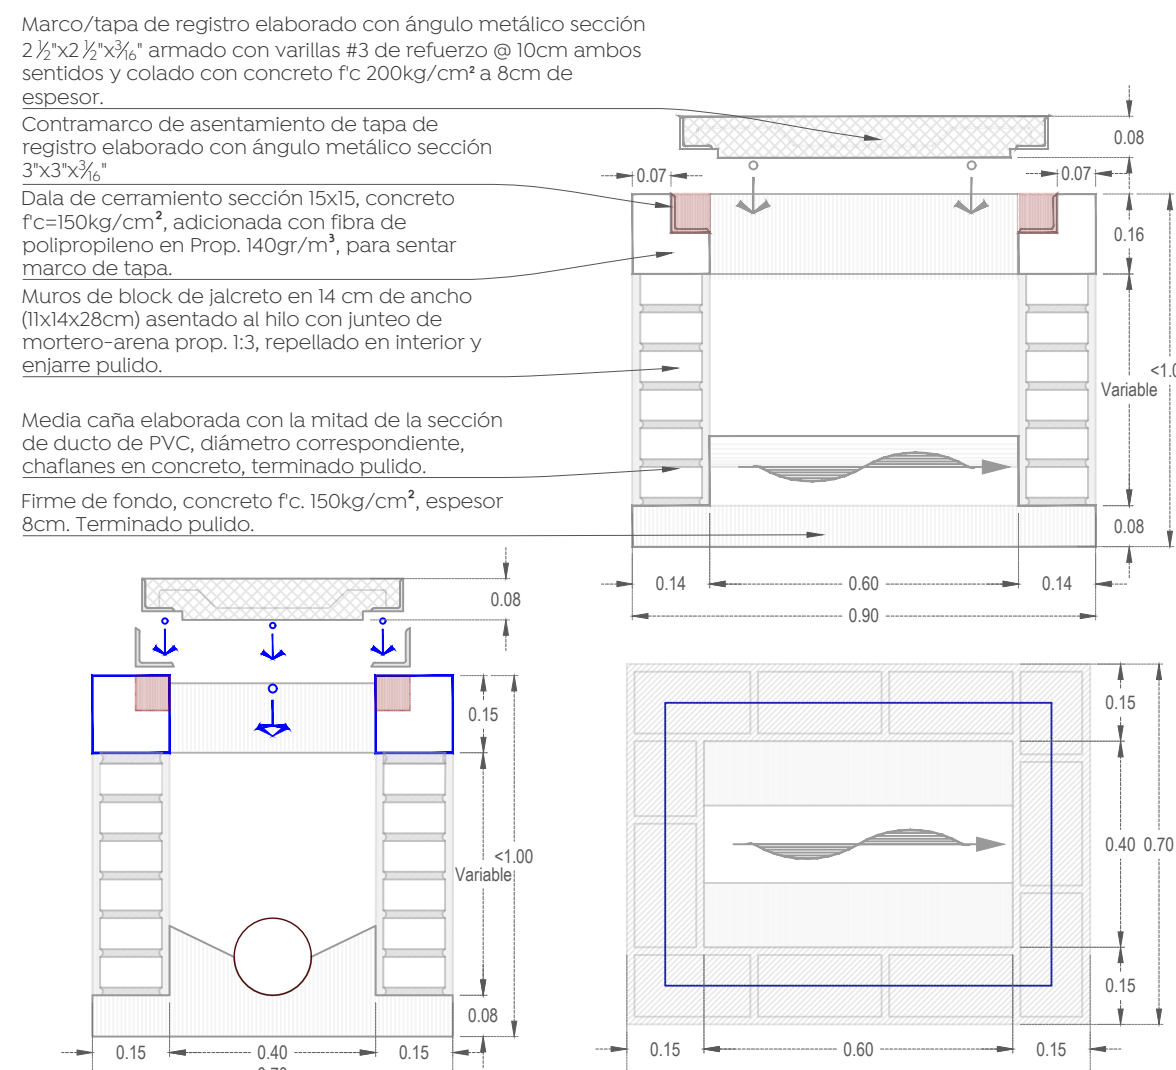 Marco/tapa de registro elaborado con ángulo metálico sección
2 ½"x2 ½"x³⁄₁₆" armado con varillas #3 de refuerzo @ 10cm ambos
sentidos y colado con concreto f'c 200kg/cm² a 8cm de
espesor.
Contramarco de asentamiento de tapa de
registro elaborado con ángulo metálico sección
3"x3"x³⁄₁₆"
Dala de cerramiento sección 15x15, concreto
f'c=150kg/cm², adicionada con fibra de
polipropileno en Prop. 140gr/m³, para sentar
marco de tapa.
Muros de block de jalcreto en 14 cm de ancho
(11x14x28cm) asentado al hilo con junteo de
mortero-arena prop. 1:3, repellado en interior y
enjarre pulido.
Media caña elaborada con la mitad de la sección
de ducto de PVC, diámetro correspondiente,
chaflanes en concreto, terminado pulido.
Firme de fondo, concreto f'c. 150kg/cm², espesor
8cm. Terminado pulido.
0.08
0.07
0.07
0.16
<1.0
Variable
0.08
0.14
0.60
0.14
0.90
0.08
0.15
<1.00
Variable
0.08
0.15
0.40
0.15
0.15
0.40
0.70
0.15
0.15
0.60
0.15